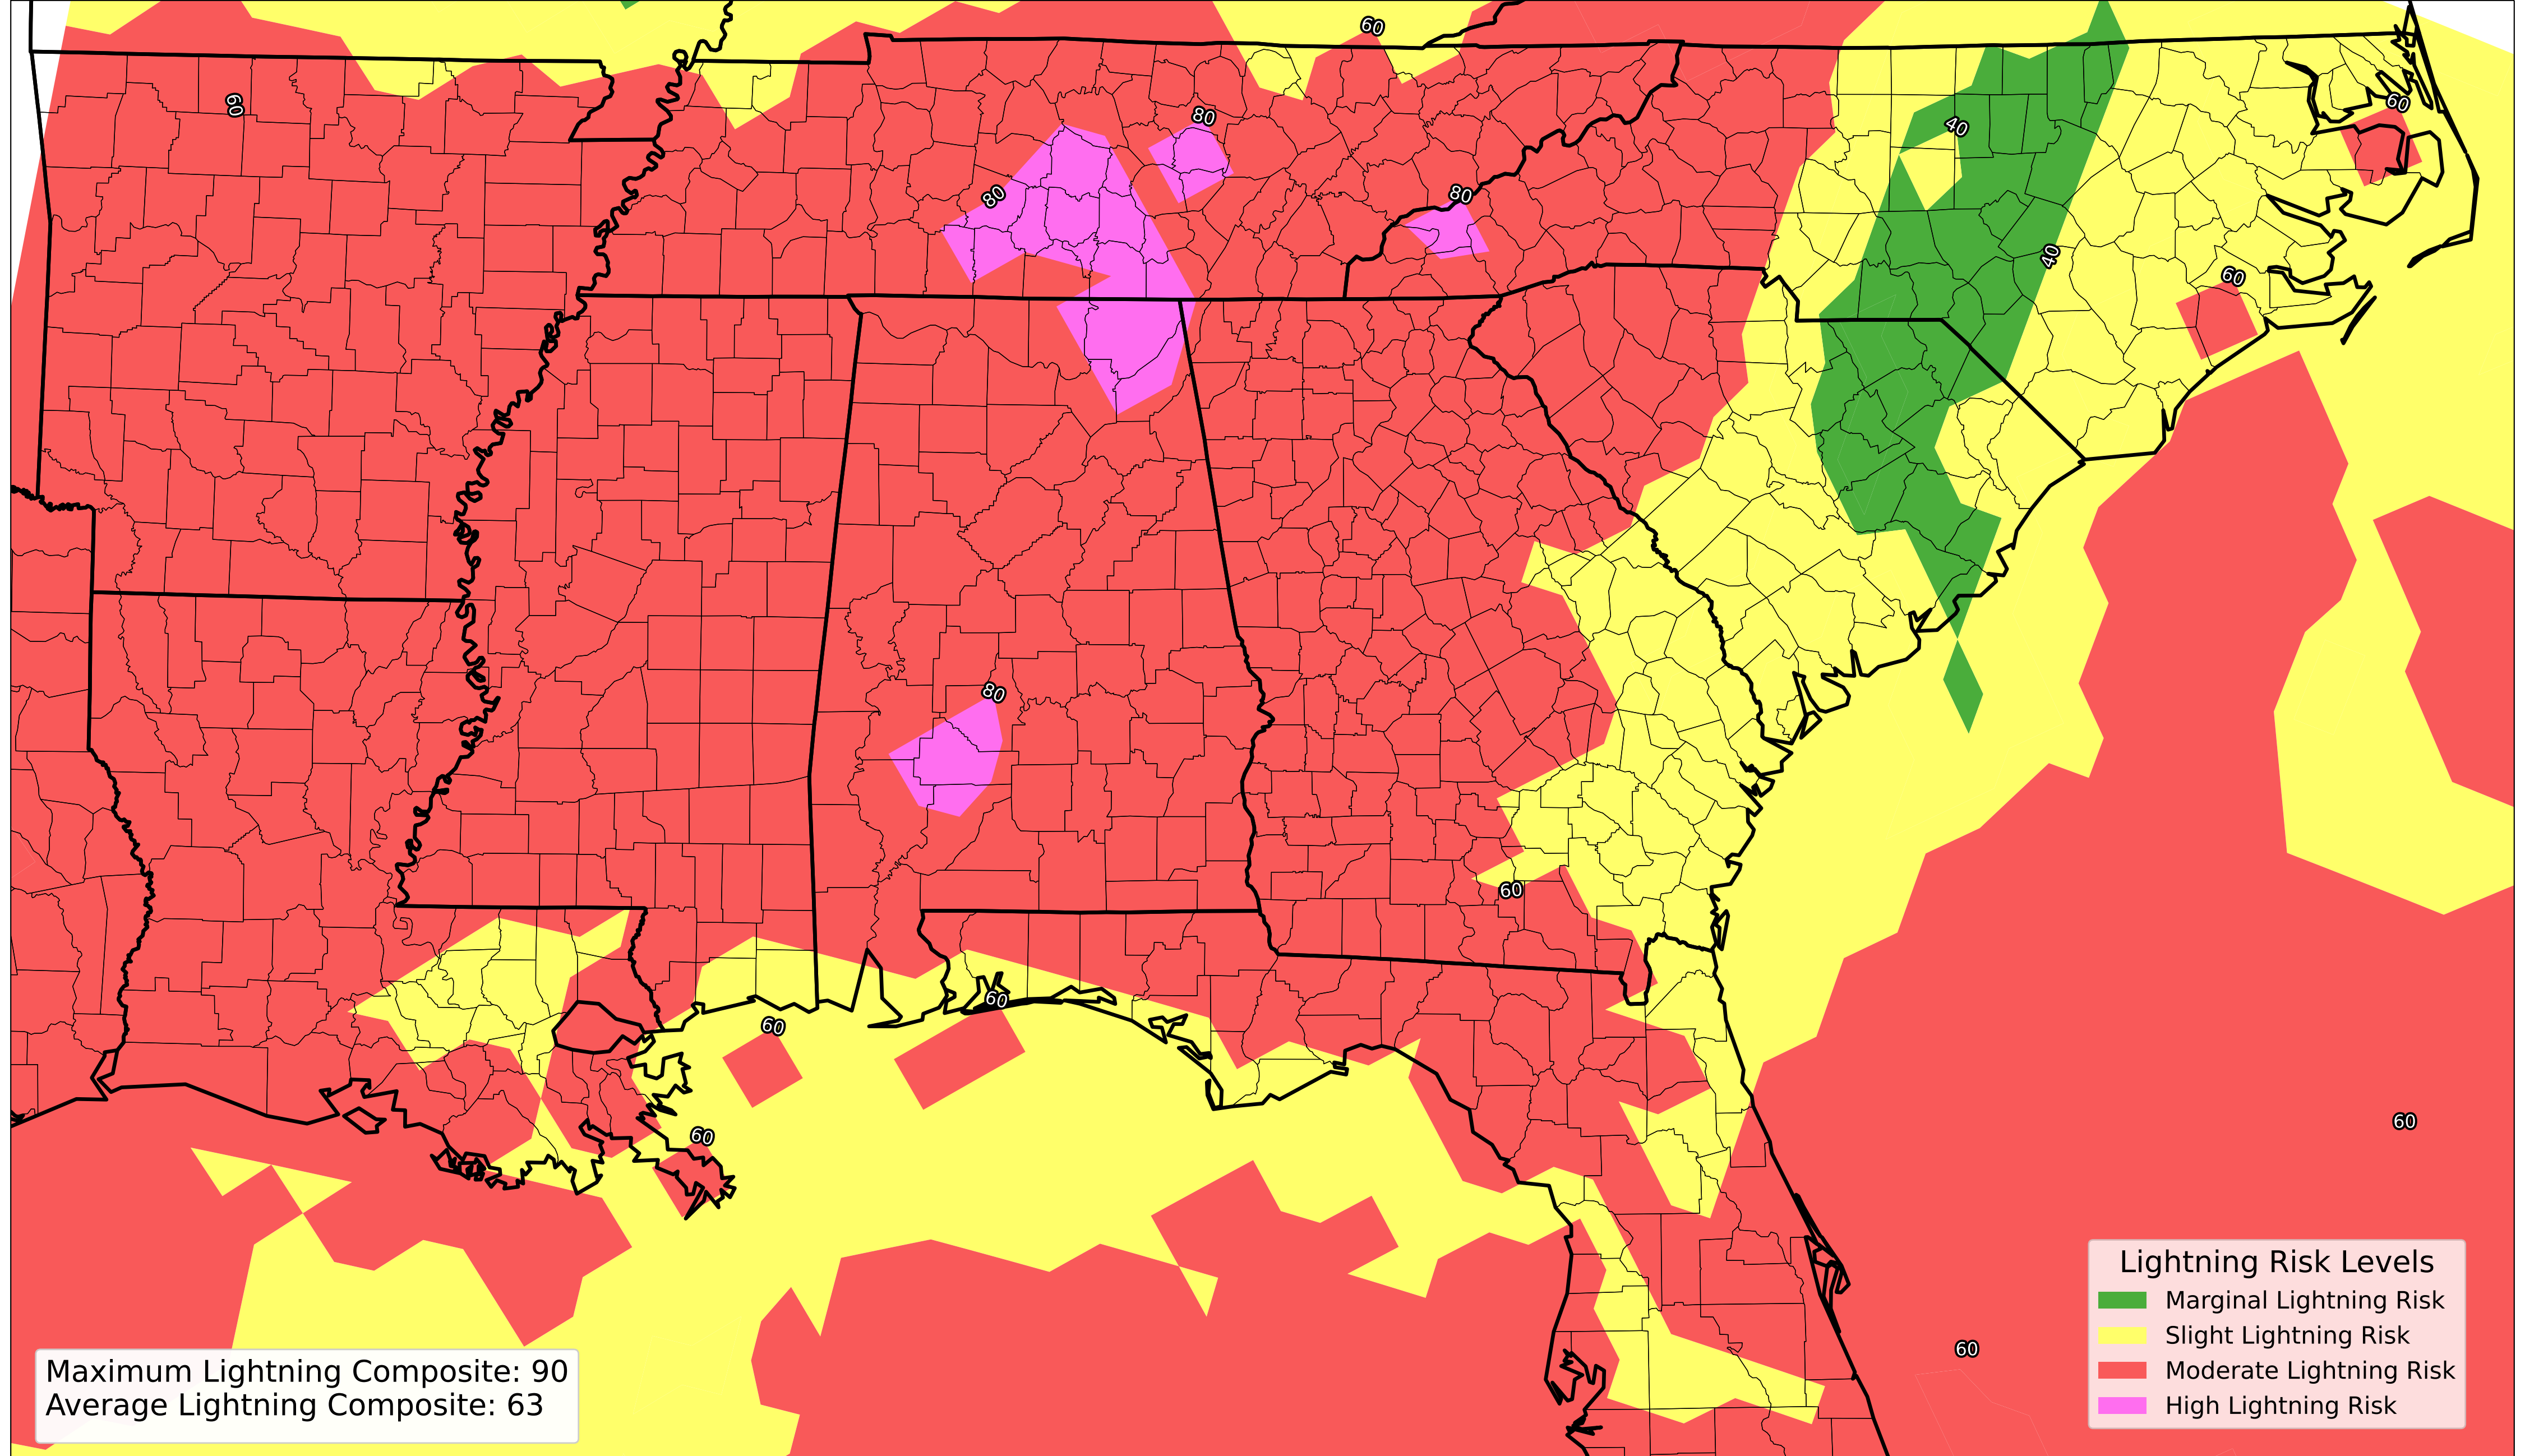 60
60
80
60
40
80
80
40
60
80
60
60
60
60
60
60
60
Lightning Risk Levels
Marginal Lightning Risk
Slight Lightning Risk
Moderate Lightning Risk
High Lightning Risk
Maximum Lightning Composite: 90
Average Lightning Composite: 63